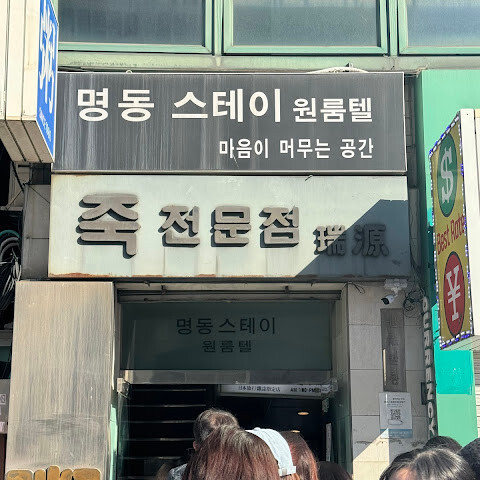 명동 스테이 원룸텔
마음이 머무는 공간
죽 전문점 瑞源
명동스테이
원룸텔
$
Best Rate
¥
CURRENCY